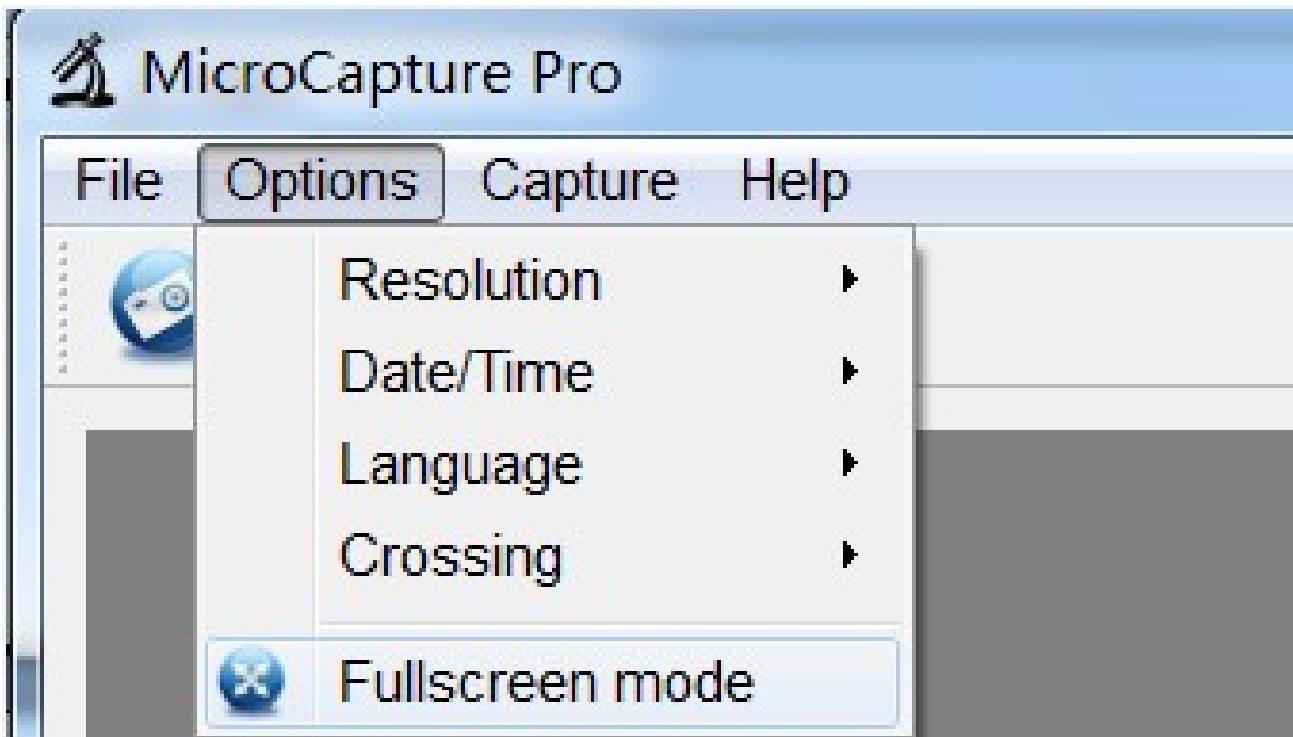 MicroCapture Pro
File Options Capture Help
Resolution
Date/Time
Language
Crossing
Fullscreen mode